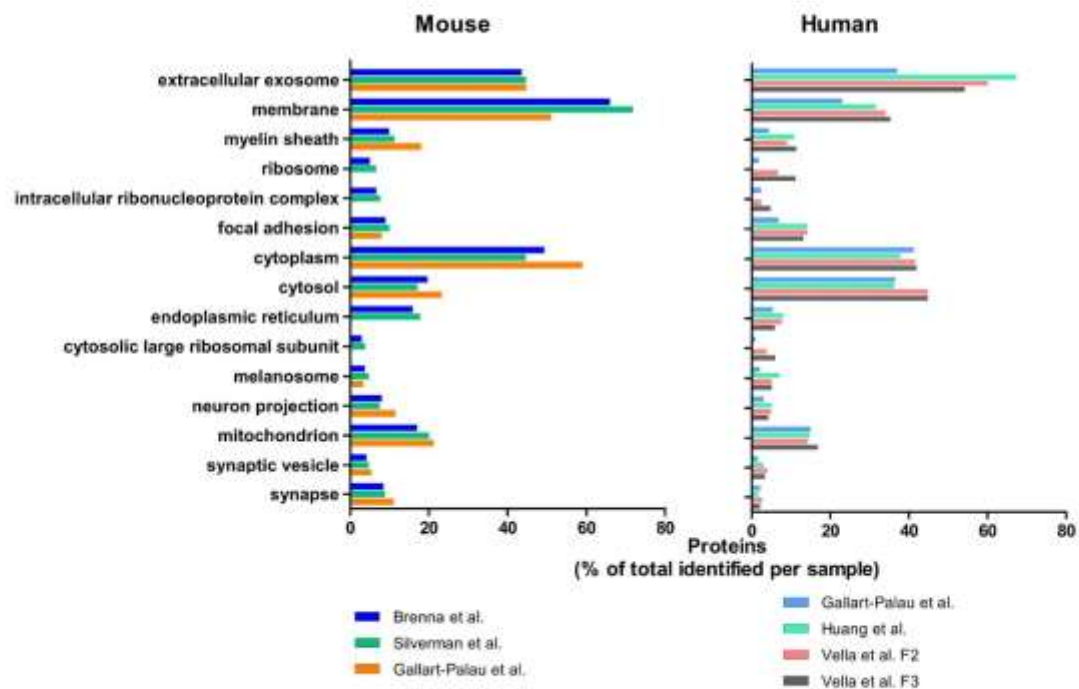 Mouse
Human
extracellular exosome
membrane
myelin sheath
ribosome
intracellular ribonucleoprotein complex
focal adhesion
cytoplasm
cytosol
endoplasmic reticulum
cytosolic large ribosomal subunit
melanosome
neuron projection
mitochondrion
synaptic vesicle
synapse
0 20 40 60 80
0 20 40 60 80
Proteins
(% of total identified per sample)
Brenna et al.
Silverman et al.
Gallart-Palau et al.
Gallart-Palau et al.
Huang et al.
Vella et al. F2
Vella et al. F3